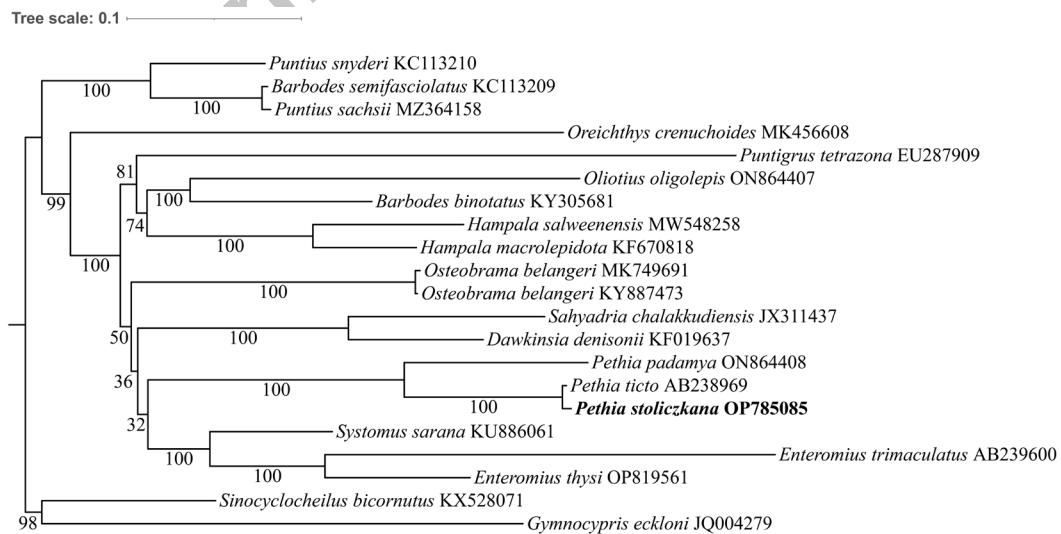 Tree scale: 0.1
Puntius snyderi KC113210
100
Barbodes semifasciolatus KC113209
100
Puntius sachsii MZ364158
Oreichthys crenuchoides MK456608
Puntigrus tetrazona EU287909
81
Oliotius oligolepis ON864407
100
Barbodes binotatus KY305681
99
74
Hampala salweenensis MW548258
100
Hampala macrolepidota KF670818
100
Osteobrama belangeri MK749691
100
Osteobrama belangeri KY887473
Sahyadria chalakkudiensis JX311437
50
100
Dawkinsia denisonii KF019637
Pethia padamya ON864408
36
100
Pethia ticto AB238969
100
Pethia stoliczkana OP785085
32
Systomus sarana KU886061
100
Enteromius trimaculatus AB239600
100
Enteromius thysi OP819561
Sinocyclocheilus bicornutus KX528071
98
Gymnocypris eckloni JQ004279